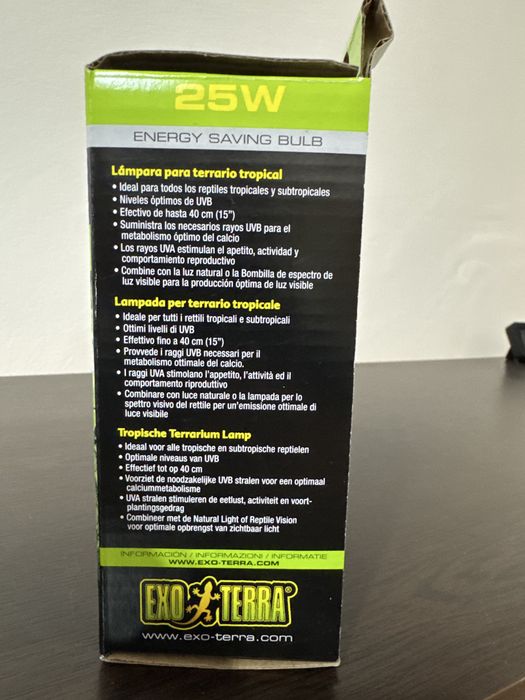 25W
ENERGY SAVING BULB
Lámpara para terrario tropical
• Ideal para todos los reptiles tropicales y subtropicales
• Niveles óptimos de UVB
• Efectivo de hasta 40 cm (15”)
• Suministra los necesarios rayos UVB para el
metabolismo óptimo del calcio
• Los rayos UVA estimulan el apetito, actividad y
comportamiento reproductivo
• Combine con la luz natural o la Bombilla de espectro de
luz visible para la producción óptima de luz visible
Lampada per terrario tropicale
• Ideale per tutti i rettili tropicali e subtropicali
• Ottimi livelli di UVB
• Effettivo fino a 40 cm (15”)
• Provvede i raggi UVB necessari per il
metabolismo ottimale del calcio.
• I raggi UVA stimolano l’appetito, l’attività ed il
comportamento riproduttivo
• Combinare con luce naturale o la lampada per lo
spettro visivo del rettile per un’emissione ottimale di
luce visibile
Tropische Terrarium Lamp
• Ideaal voor alle tropische en subtropische reptielen
• Optimale niveaus van UVB
• Effectief tot op 40 cm
• Voorziet de noodzakelijke UVB stralen voor een optimaal
calciummetabolisme
• UVA stralen stimuleren de eetlust, activiteit en voort-
plantingsgedrag
• Combineer met de Natural Light of Reptile Vision
voor optimale opbrengst van zichtbaar licht
INFORMACIÓN / INFORMAZIONI / INFORMATIE
WWW.EXO-TERRA.COM
EXO TERRA®
www.exo-terra.com